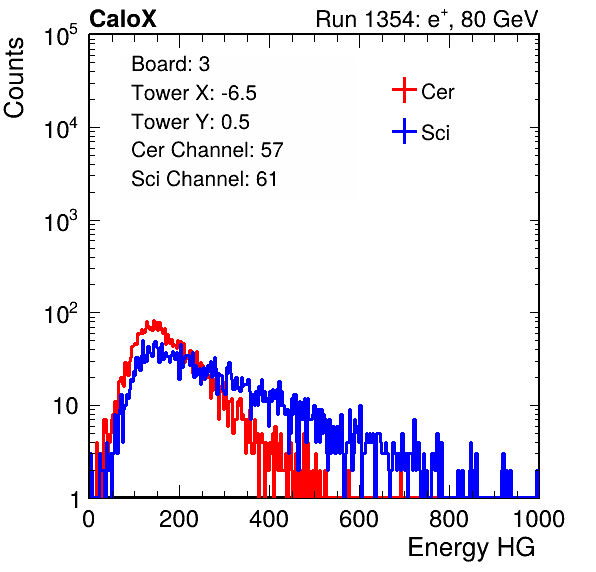 CaloX Run 1354: e⁺, 80 GeV
Counts
10⁵
10⁴
10³
10²
10
1
Board: 3
Tower X: -6.5
Tower Y: 0.5
Cer Channel: 57
Sci Channel: 61
Cer
Sci
0 200 400 600 800 1000
Energy HG